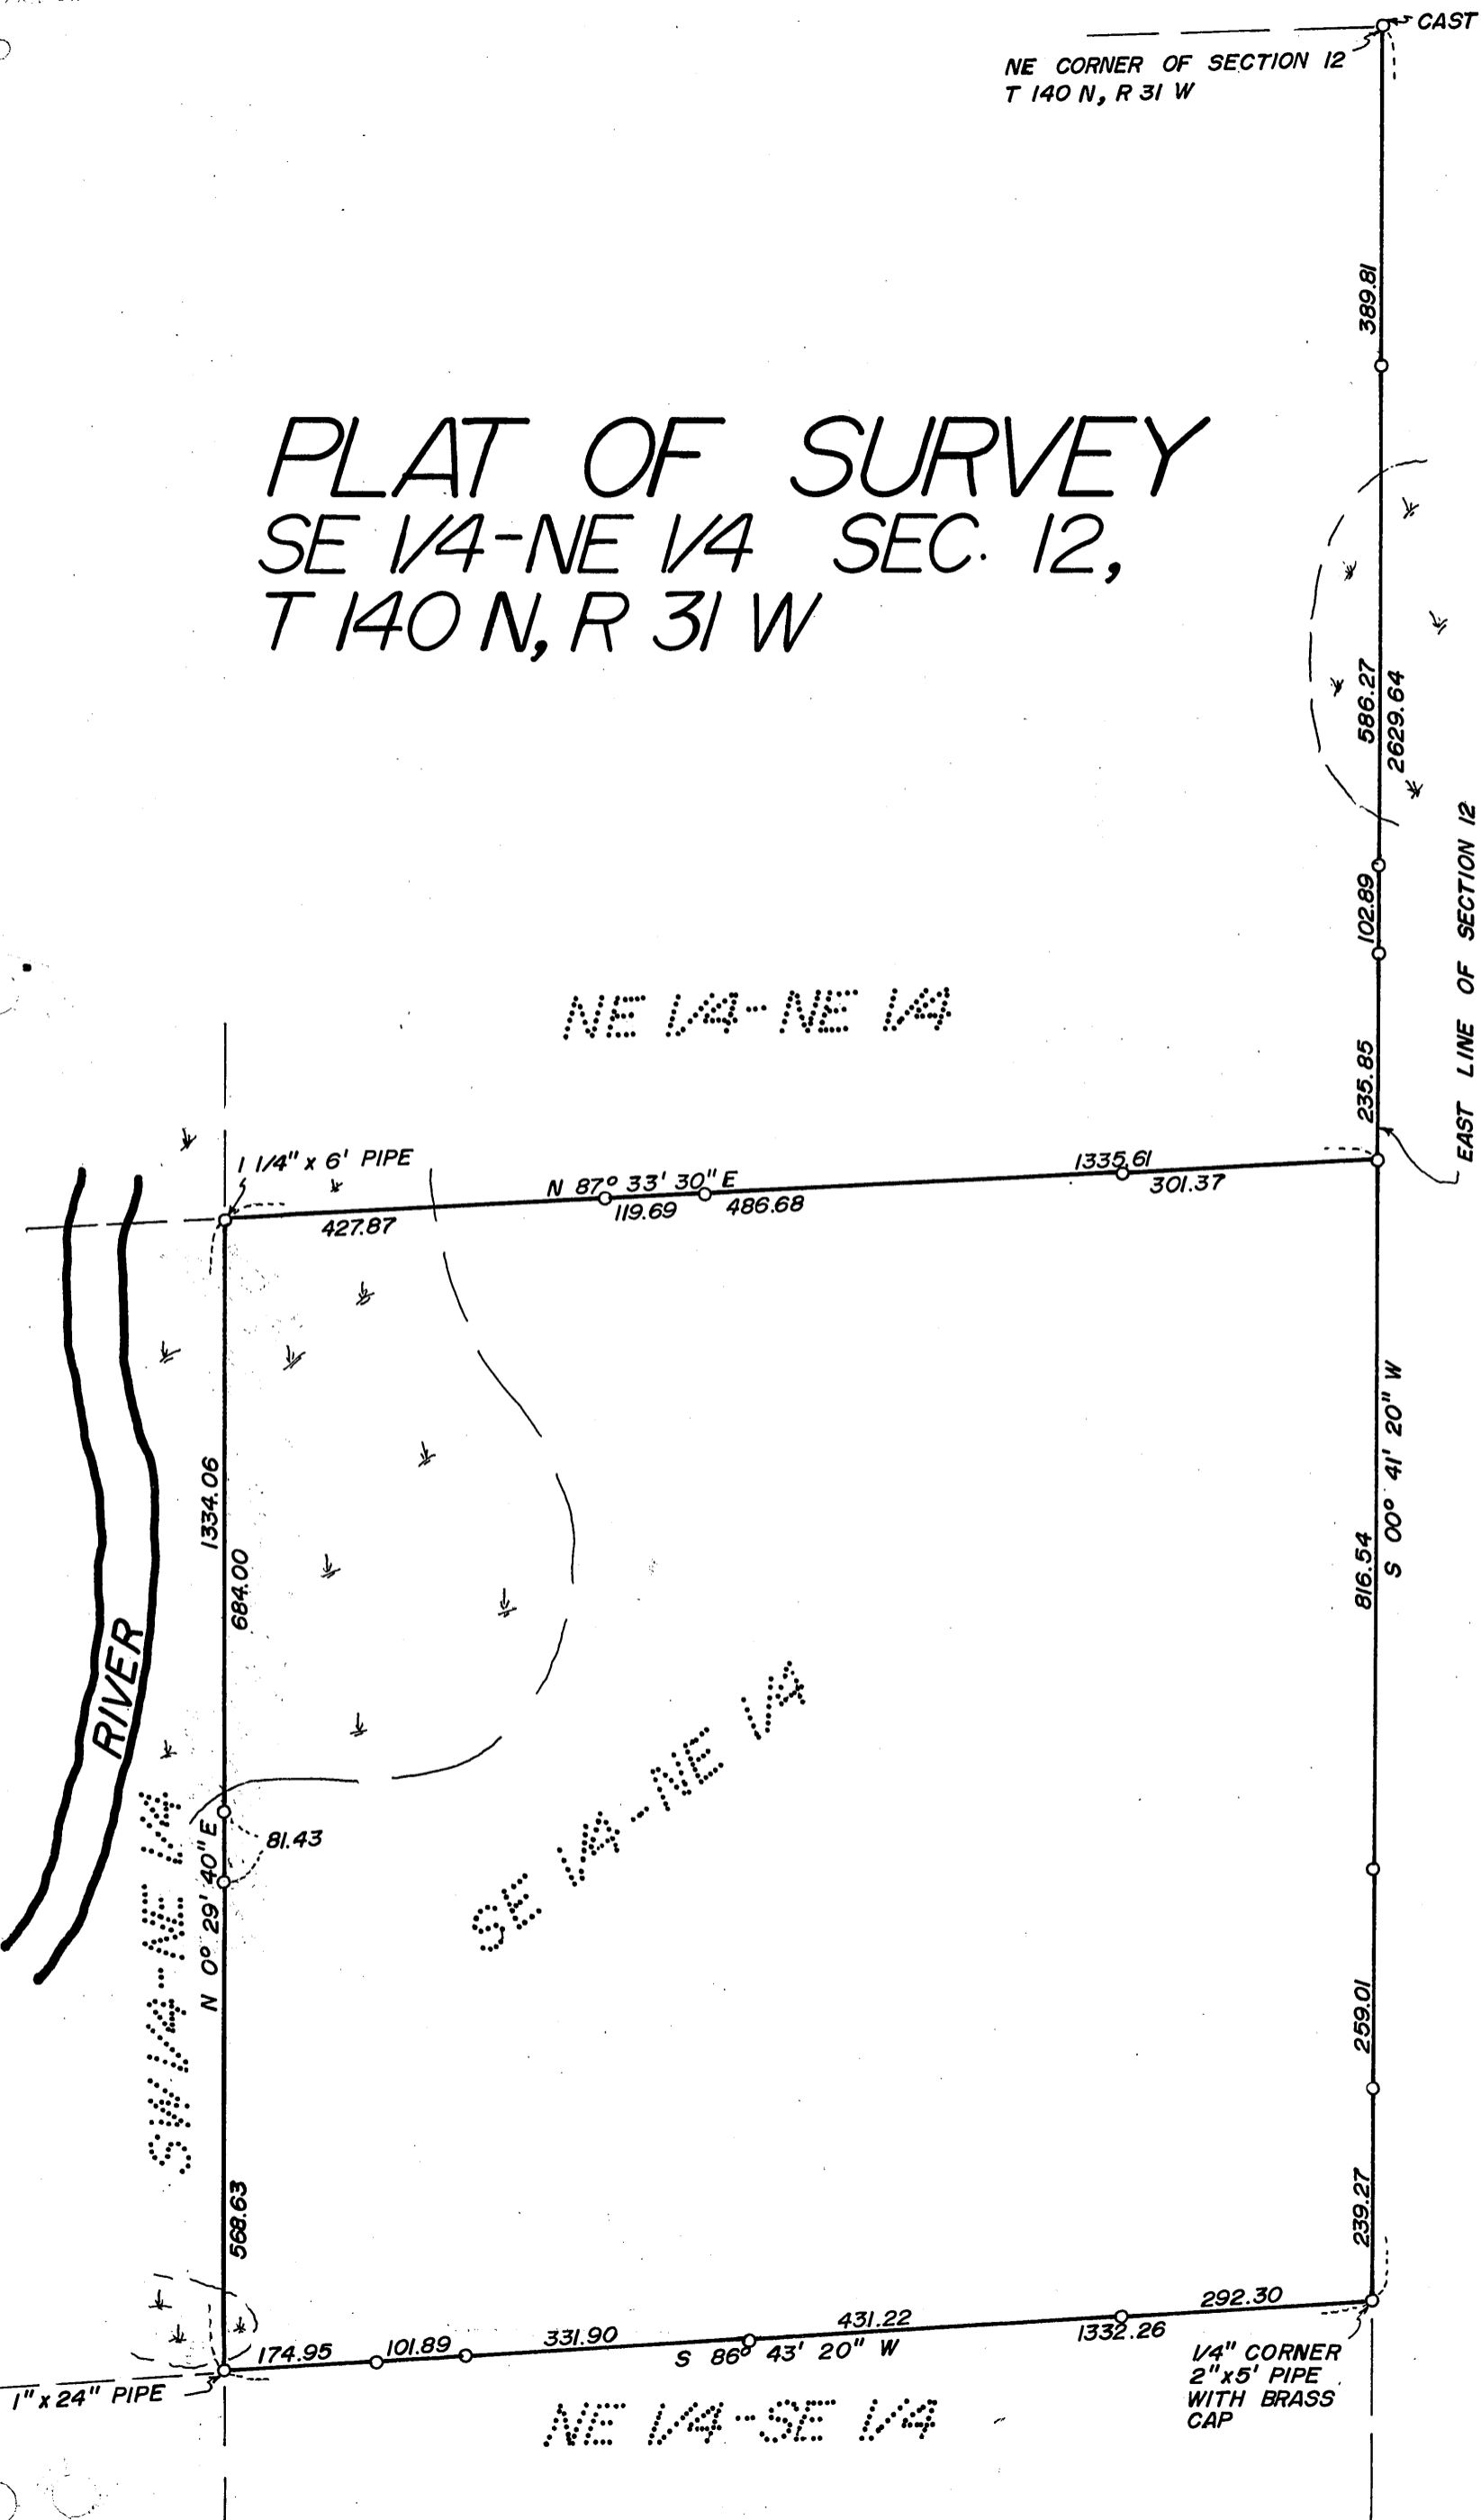 CAST
NE CORNER OF SECTION 12
T 140 N, R 31 W
389.81
PLAT OF SURVEY
SE 1/4-NE 1/4 SEC. 12,
T 140 N, R 31 W
586.27
2629.64
102.89
EAST LINE OF SECTION 12
NE 1/4-NE 1/4
235.85
1 1/4" x 6' PIPE
N 87° 33' 30" E
1335.61
427.87
119.69
486.68
301.37
S 00° 41' 20" W
1334.06
684.00
816.54
RIVER
SE 1/4-NE 1/4
81.43
N 0° 29' 40" E
SW 1/4-NE 1/4
259.01
568.63
239.27
292.30
431.22
331.90
101.89
174.95
1332.26
S 86° 43' 20" W
1/4" CORNER
2"x5' PIPE
WITH BRASS
CAP
1" x 24" PIPE
NE 1/4-SE 1/4